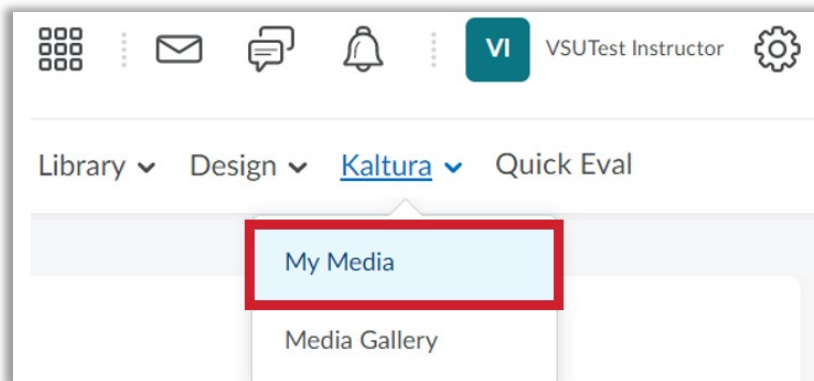 VI VSUTest Instructor
Library Design Kaltura Quick Eval
My Media
Media Gallery